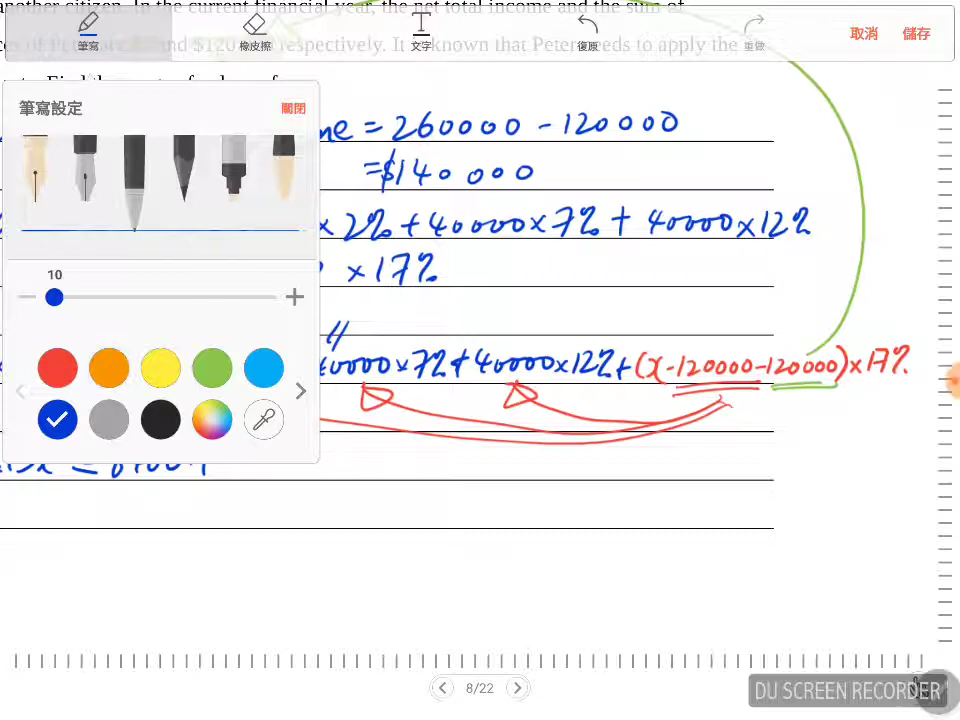 another citizen. In the current financial year, the net total income and the sum of
筆寫
橡皮擦
文字
復原
重做
取消
儲存
and $120 respectively. It known that Peter needs to apply the
筆寫設定
關閉
10
me = 260000 - 120000
= $140000
× 2% + 40000 × 7% + 40000 × 12%
× 17%
40000 × 7% + 40000 × 12% + (x - 120000 - 120000) × 17%
8/22
DU SCREEN RECORDER